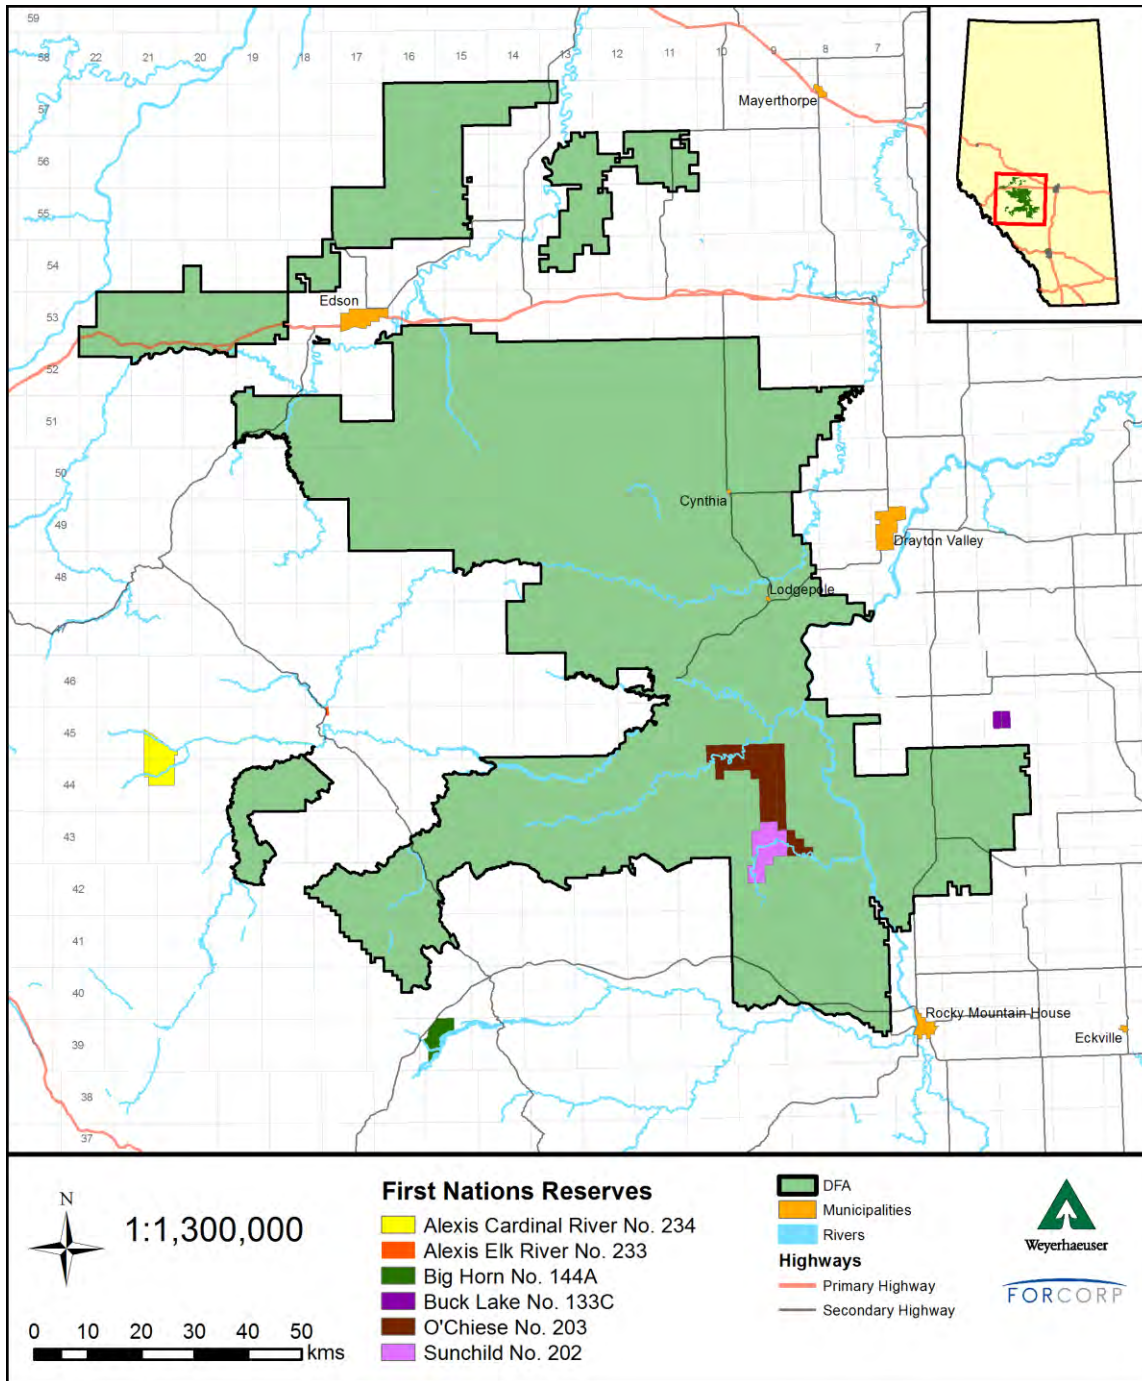 59
58 22 21 20 19 18 17 16 15 14 13 12 11 10 9 8 7
57
56
55
54
53
52
51
50
49
48
47
46
45
44
43
42
41
40
39
38
37
Mayerthorpe
Edson
Cynthia
Drayton Valley
Lodgepole
Rocky Mountain House
Eckville
N
1:1,300,000
0 10 20 30 40 50
kms
First Nations Reserves
Alexis Cardinal River No. 234
Alexis Elk River No. 233
Big Horn No. 144A
Buck Lake No. 133C
O'Chiese No. 203
Sunchild No. 202
DFA
Municipalities
Rivers
Highways
Primary Highway
Secondary Highway
Weyerhaeuser
FORCORP